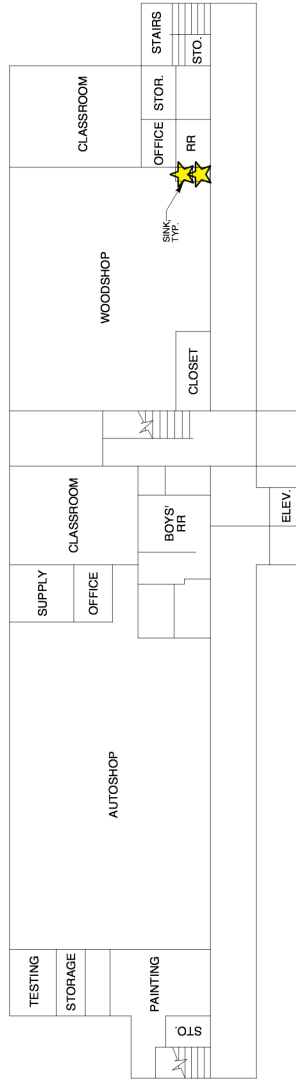 STAIRS
STO.
CLASSROOM
STOR.
OFFICE
RR
SINK,
TYP.
WOODSHOP
CLOSET
CLASSROOM
BOYS'
RR
ELEV.
SUPPLY
OFFICE
AUTOSHOP
TESTING
STORAGE
PAINTING
STO.